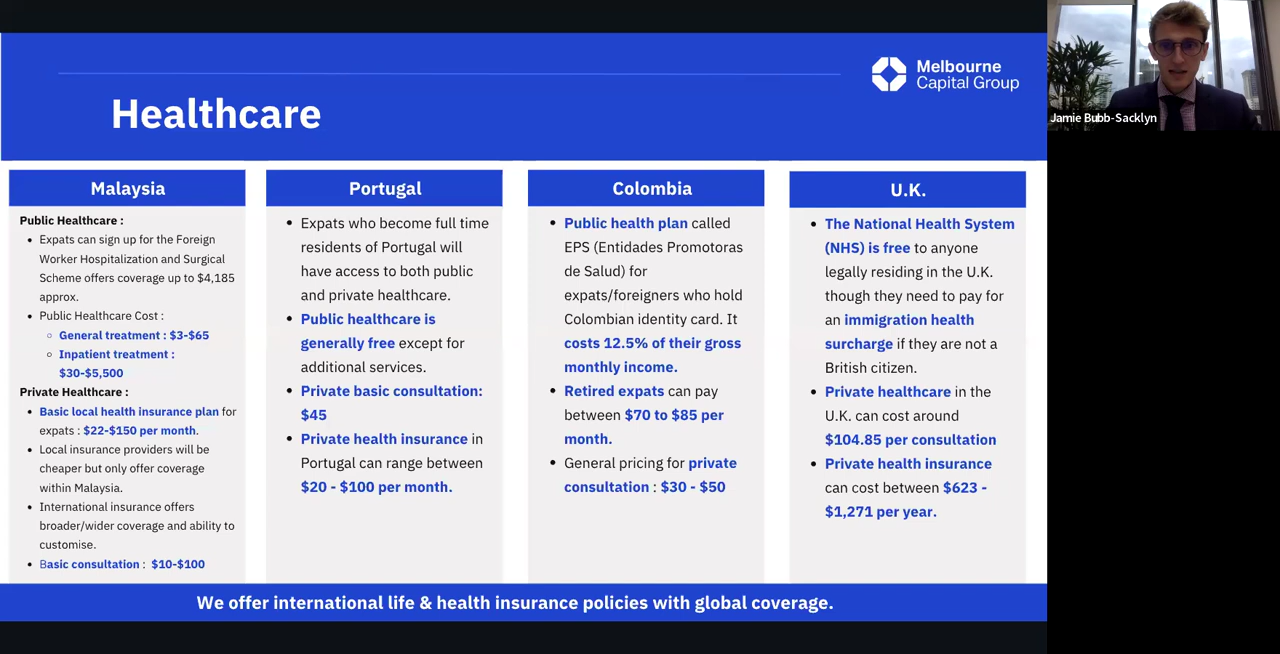 Melbourne
Capital Group
Healthcare
Jamie Bubb-Sacklyn
Malaysia
Public Healthcare :
• Expats can sign up for the Foreign
Worker Hospitalization and Surgical
Scheme offers coverage up to $4,185
approx.
• Public Healthcare Cost :
◦ General treatment : $3-$65
◦ Inpatient treatment :
$30-$5,500
Private Healthcare :
• Basic local health insurance plan for
expats : $22-$150 per month.
• Local insurance providers will be
cheaper but only offer coverage
within Malaysia.
• International insurance offers
broader/wider coverage and ability to
customise.
• Basic consultation : $10-$100
Portugal
• Expats who become full time
residents of Portugal will
have access to both public
and private healthcare.
• Public healthcare is
generally free except for
additional services.
• Private basic consultation:
$45
• Private health insurance in
Portugal can range between
$20 - $100 per month.
Colombia
• Public health plan called
EPS (Entidades Promotoras
de Salud) for
expats/foreigners who hold
Colombian identity card. It
costs 12.5% of their gross
monthly income.
• Retired expats can pay
between $70 to $85 per
month.
• General pricing for private
consultation : $30 - $50
U.K.
• The National Health System
(NHS) is free to anyone
legally residing in the U.K.
though they need to pay for
an immigration health
surcharge if they are not a
British citizen.
• Private healthcare in the
U.K. can cost around
$104.85 per consultation
• Private health insurance
can cost between $623 -
$1,271 per year.
We offer international life & health insurance policies with global coverage.